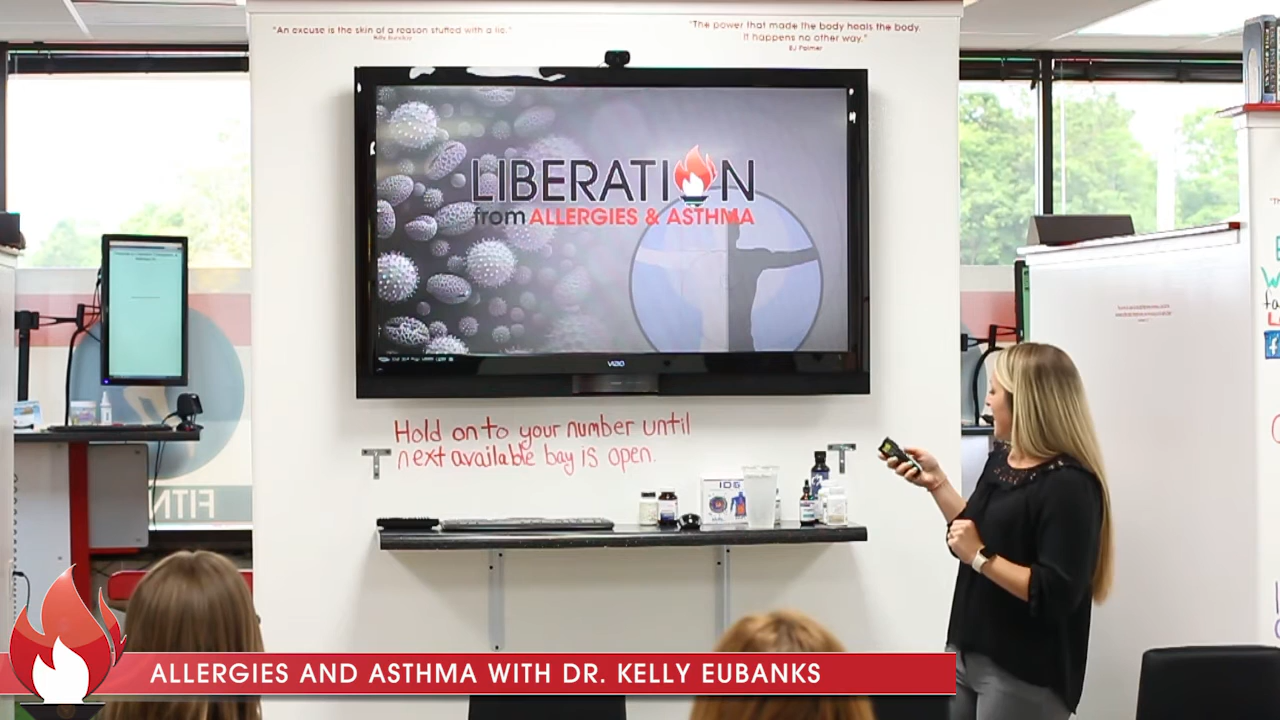 "An excuse is the skin of a reason stuffed with a lie."
"The power that made the body heals the body.
It happens no other way."
BJ Palmer
LIBERATION
from ALLERGIES & ASTHMA
VIZIO
Hold onto your number until
next available bay is open.
FITN
ALLERGIES AND ASTHMA WITH DR. KELLY EUBANKS